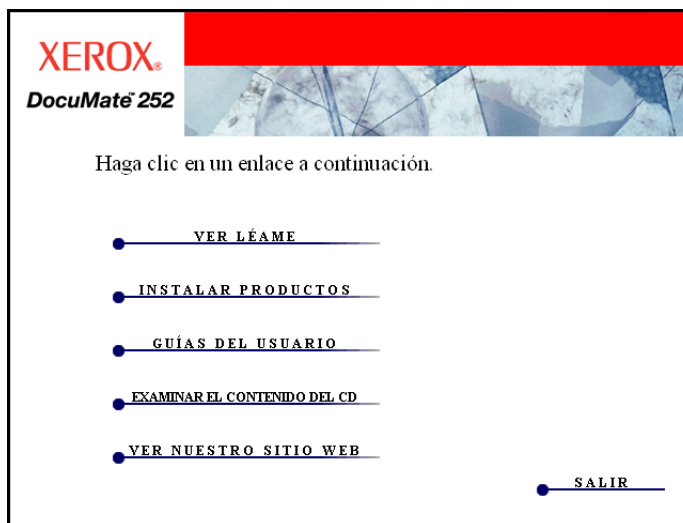 XEROX®
DocuMate™ 252
Haga clic en un enlace a continuación.
VER LÉAME
INSTALAR PRODUCTOS
GUÍAS DEL USUARIO
EXAMINAR EL CONTENIDO DEL CD
VER NUESTRO SITIO WEB
SALIR